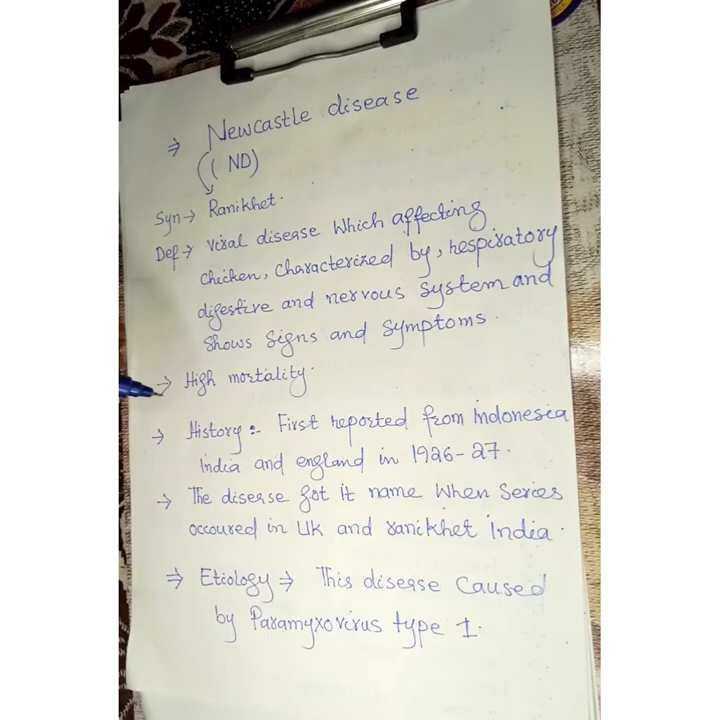 ⇒ Newcastle disease
(ND)
Syn → Ranikhet.
Def → viral disease Which affecting
chicken, characterized by, respiratory
digestive and nervous system and
shows signs and symptoms.
→ High mortality.
→ History :- First reported from Indonesia
India and england in 1926-27.
→ The disease got it name when series
occoured in UK and ranikhet India.
⇒ Etiology ⇒ This disease caused
by Paramyxovirus type 1.